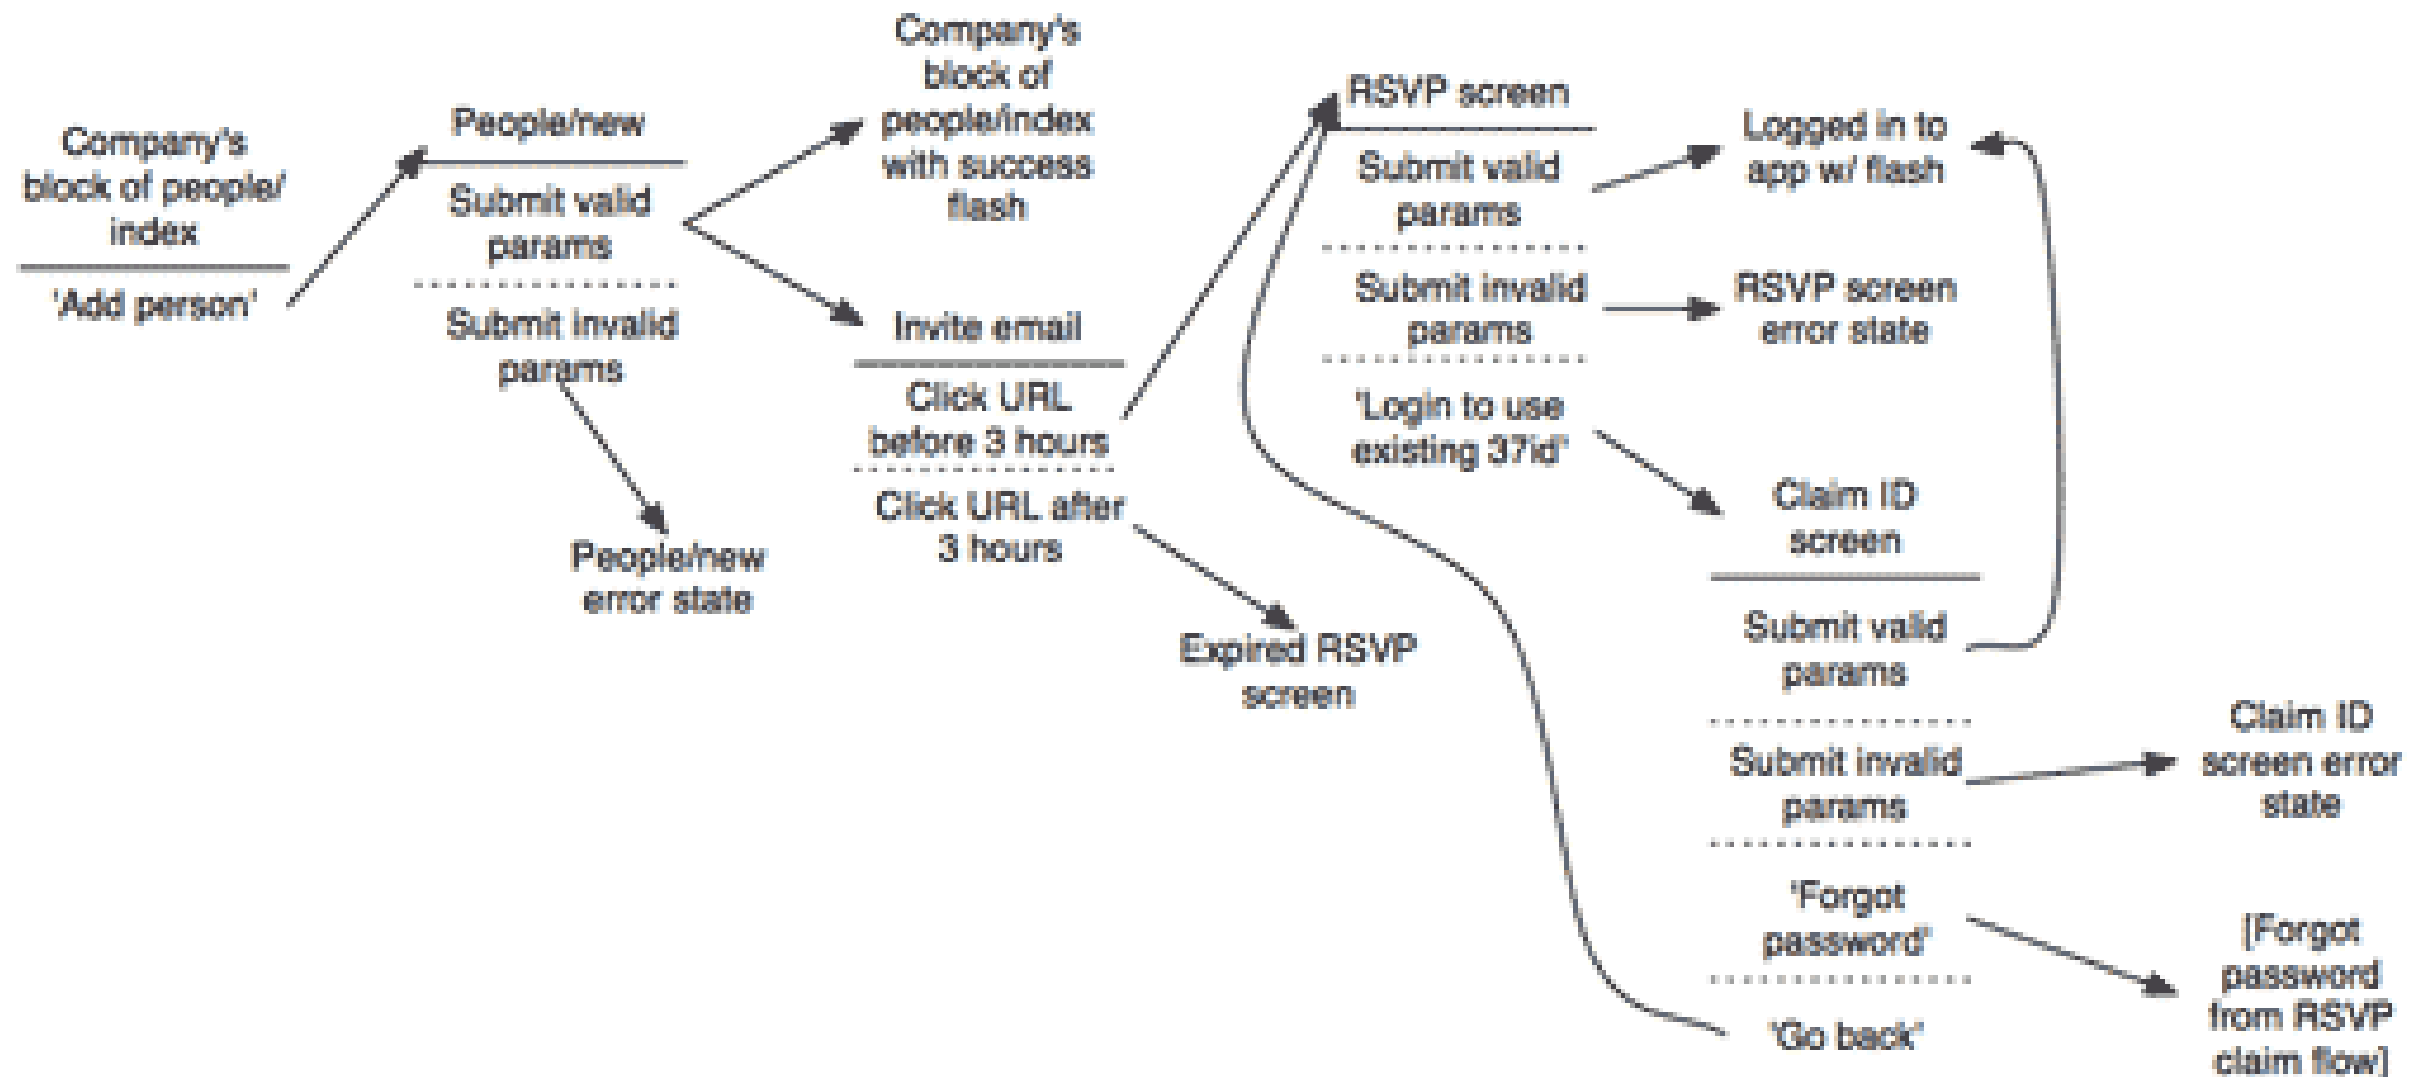 Company's
block of people/
index
'Add person'
People/new
Submit valid
params
Submit invalid
params
People/new
error state
Company's
block of
people/index
with success
flash
Invite email
Click URL
before 3 hours
Click URL after
3 hours
Expired RSVP
screen
RSVP screen
Submit valid
params
Submit invalid
params
'Login to use
existing 37id"
Logged in to
app w/ flash
RSVP screen
error state
Claim ID
screen
Submit valid
params
Submit invalid
params
'Forgot
password'
'Go back'
Claim ID
screen error
state
[Forgot
password
from RSVP
claim flow]